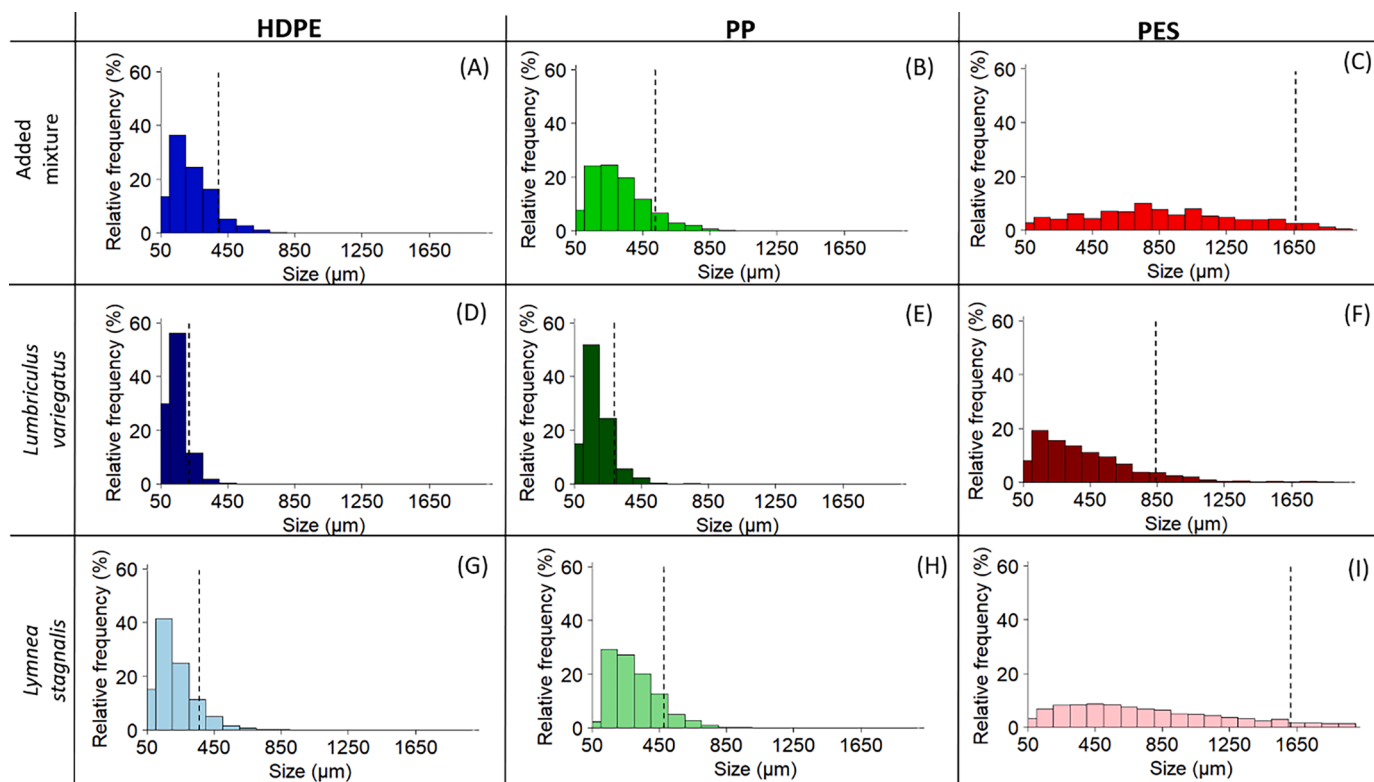 HDPE
PP
PES
Added
mixture
Relative frequency (%)
60
40
20
0
50
450
850
1250
1650
Size (µm)
(A)
Relative frequency (%)
60
40
20
0
50
450
850
1250
1650
Size (µm)
(B)
Relative frequency (%)
60
40
20
0
50
450
850
1250
1650
Size (µm)
(C)
Lumbriculus
variegatus
Relative frequency (%)
60
40
20
0
50
450
850
1250
1650
Size (µm)
(D)
Relative frequency (%)
60
40
20
0
50
450
850
1250
1650
Size (µm)
(E)
Relative frequency (%)
60
40
20
0
50
450
850
1250
1650
Size (µm)
(F)
Lymnea
stagnalis
Relative frequency (%)
60
40
20
0
50
450
850
1250
1650
Size (µm)
(G)
Relative frequency (%)
60
40
20
0
50
450
850
1250
1650
Size (µm)
(H)
Relative frequency (%)
60
40
20
0
50
450
850
1250
1650
Size (µm)
(I)